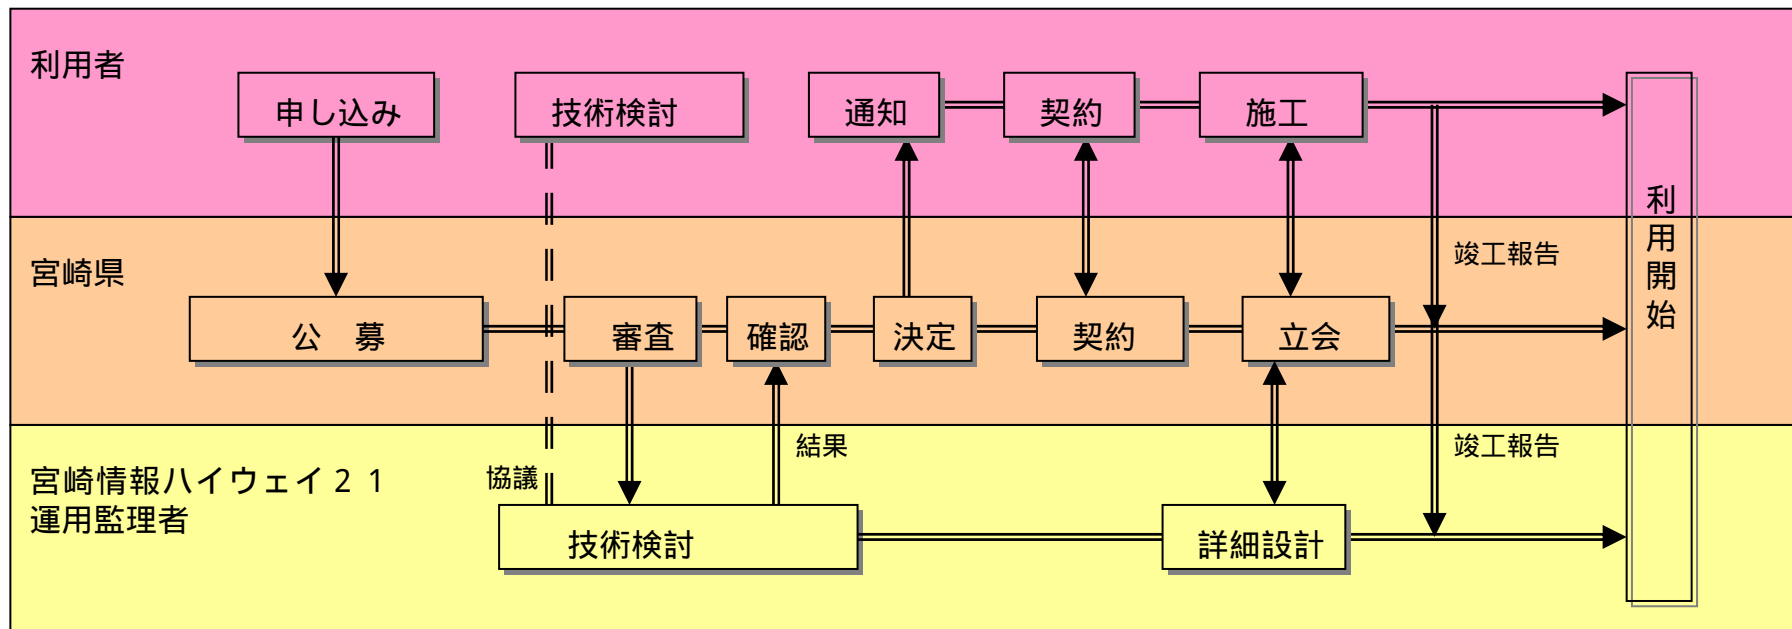 利用者
申し込み
技術検討
通知
契約
施工
宮崎県
公　募
審査
確認
決定
契約
立会
竣工報告
利用開始
宮崎情報ハイウェイ２１
運用監理者
協議
結果
竣工報告
技術検討
詳細設計